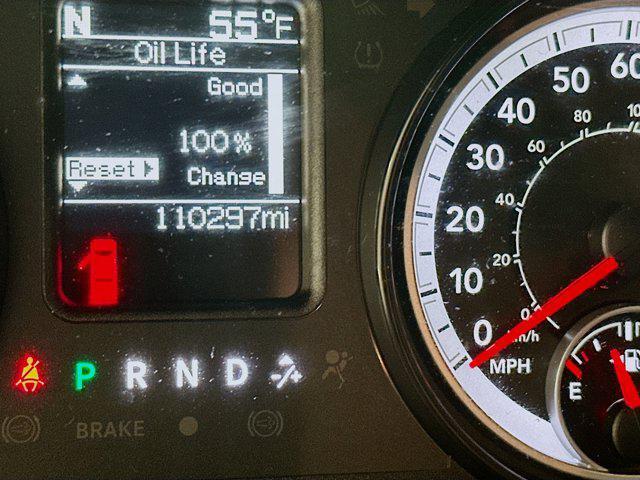 N 55°F
Oil Life
Good
100%
Reset
Change
110297mi
P R N D
BRAKE
0 10 20 30 40 50 60
MPH
0 20 40 60 80
km/h
E